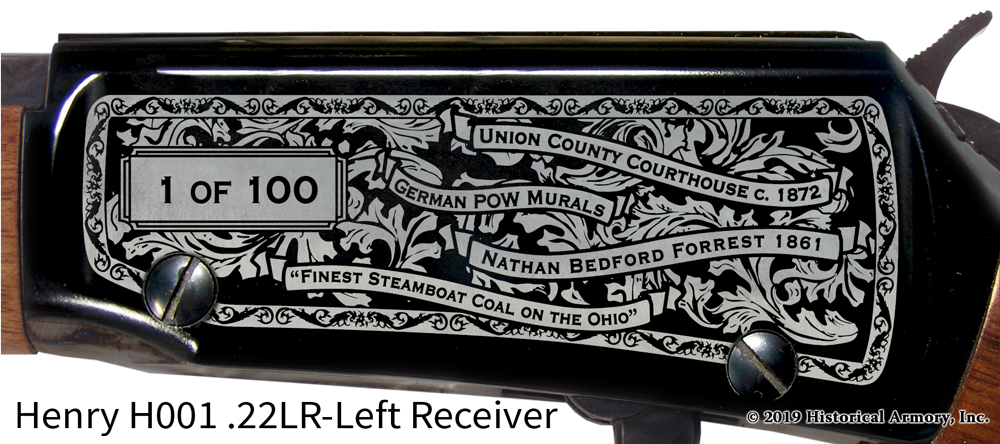 Union County Courthouse c. 1872
1 of 100
German POW Murals
Nathan Bedford Forrest 1861
“Finest Steamboat Coal on the Ohio”
Henry H001 .22LR-Left Receiver
© 2019 Historical Armory, Inc.